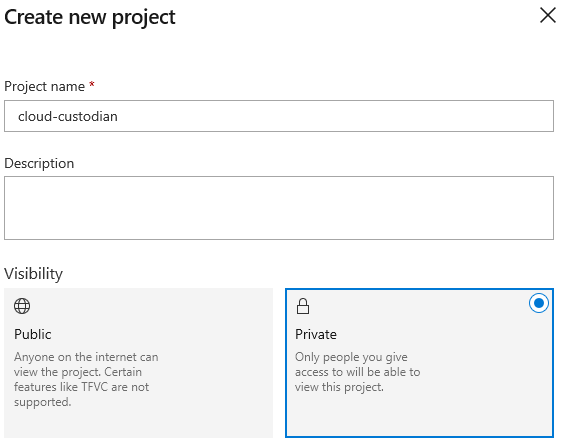 Create new project
Project name *
cloud-custodian
Description
Visibility
Public
Anyone on the internet can
view the project. Certain
features like TFVC are not
supported.
Private
Only people you give
access to will be able to
view this project.